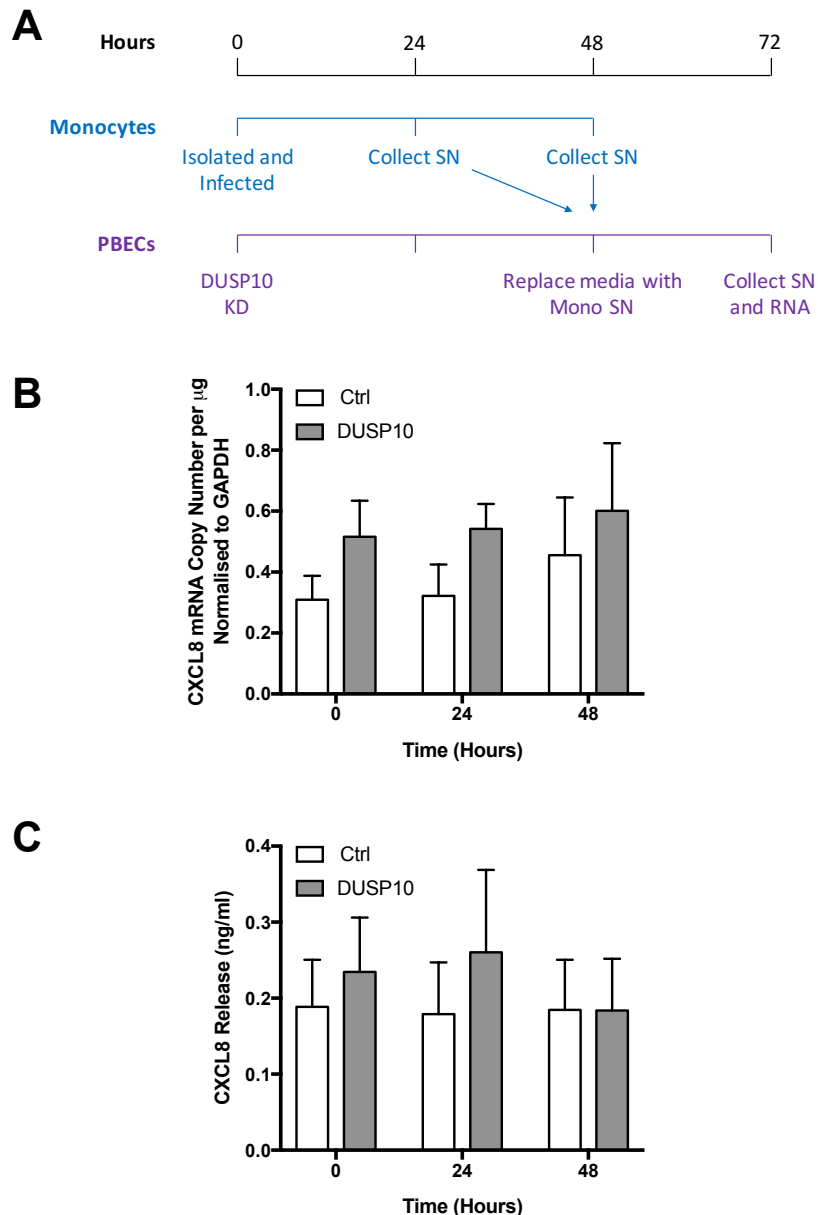 A
Hours 0 24 48 72
Monocytes
Isolated and Collect SN Collect SN
Infected
PBECs
DUSP10 Replace media with Collect SN
KD Mono SN and RNA
B
CXCL8 mRNA Copy Number per μg
Normalised to GAPDH
1.0
0.8
0.6
0.4
0.2
0.0
Ctrl
DUSP10
0 24 48
Time (Hours)
C
CXCL8 Release (ng/ml)
0.4
0.3
0.2
0.1
0.0
Ctrl
DUSP10
0 24 48
Time (Hours)